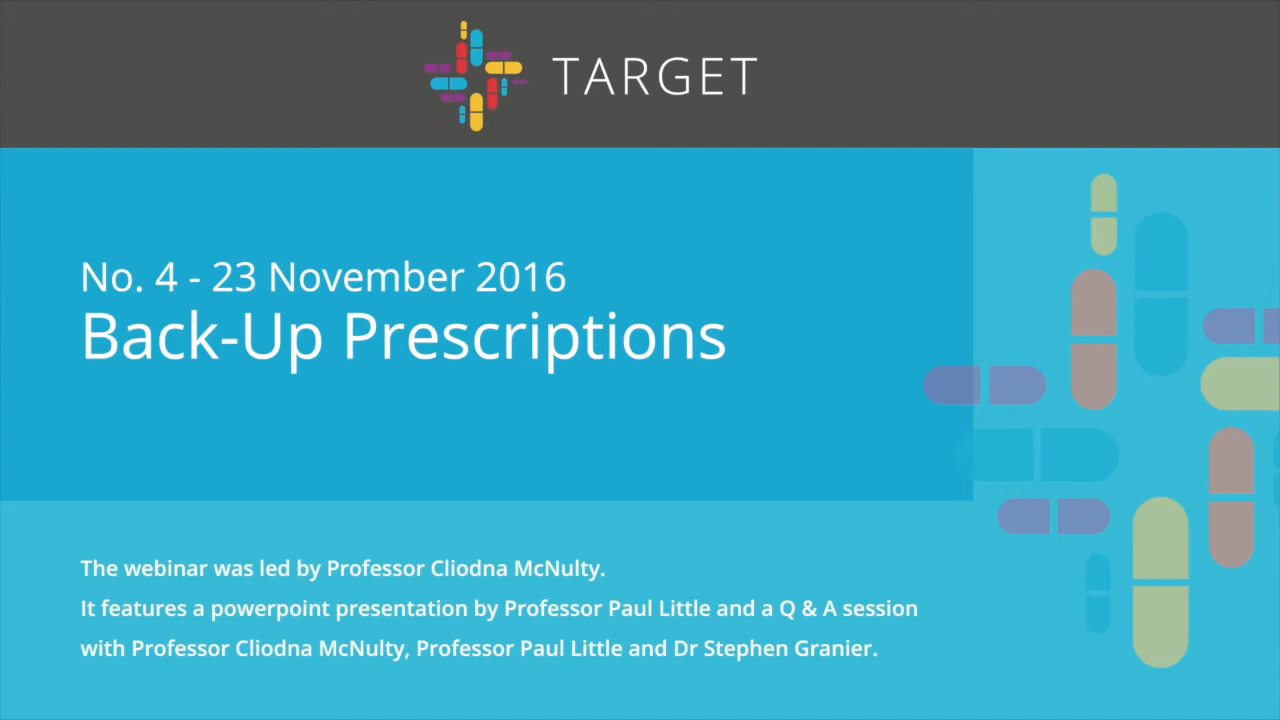 TARGET
No. 4 - 23 November 2016
Back-Up Prescriptions
The webinar was led by Professor Cliodna McNulty.
It features a powerpoint presentation by Professor Paul Little and a Q & A session
with Professor Cliodna McNulty, Professor Paul Little and Dr Stephen Granier.